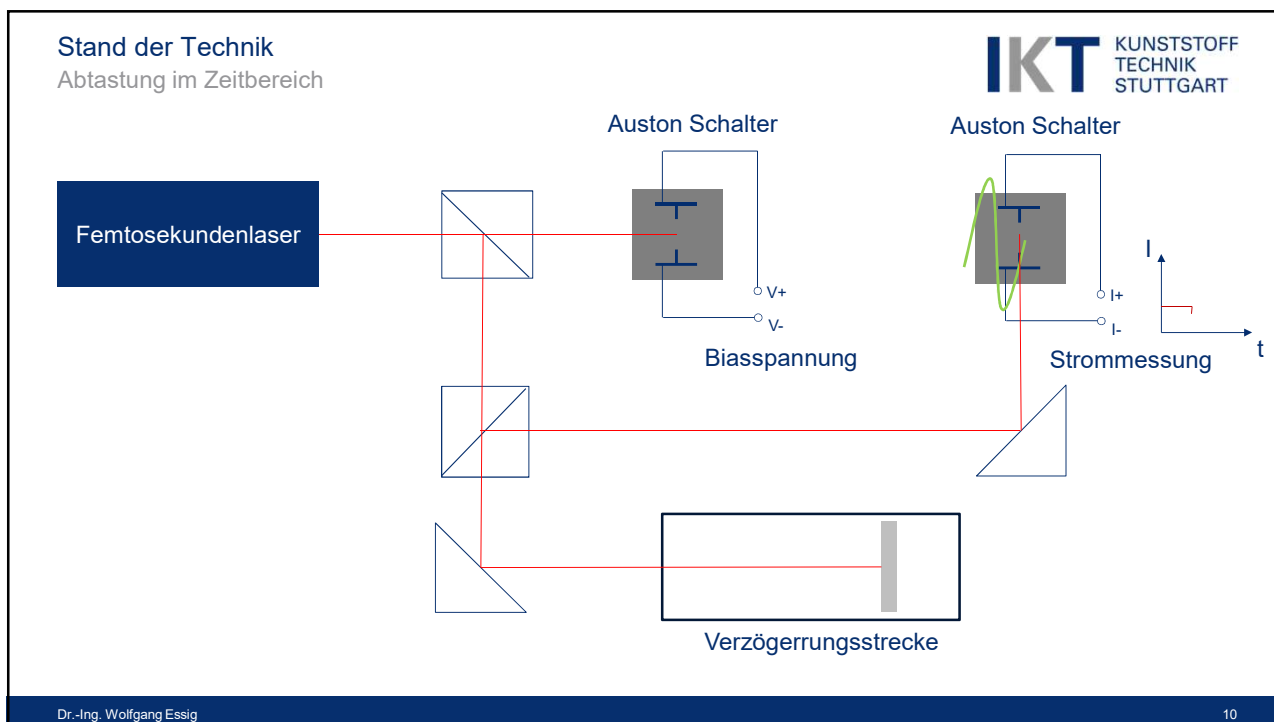 Stand der Technik
Abtastung im Zeitbereich
IKT KUNSTSTOFF
TECHNIK
STUTTGART
Auston Schalter
Auston Schalter
Femtosekundenlaser
V+
V-
Biasspannung
I+
I-
Strommessung
I
t
Verzögerrungsstrecke
Dr.-Ing. Wolfgang Essig
10